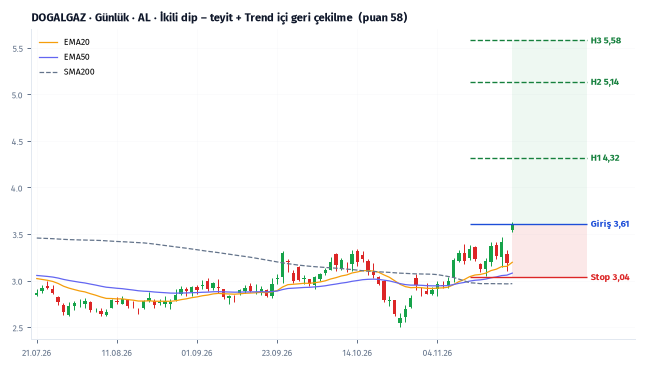 DOGALGAZ · Günlük · AL · İkili dip – teyit + Trend içi geri çekilme (puan 58)
EMA20
EMA50
SMA200
5.5
5.0
4.5
4.0
3.5
3.0
2.5
H3 5,58
H2 5,14
H1 4,32
Giriş 3,61
Stop 3,04
21.07.26
11.08.26
01.09.26
23.09.26
14.10.26
04.11.26